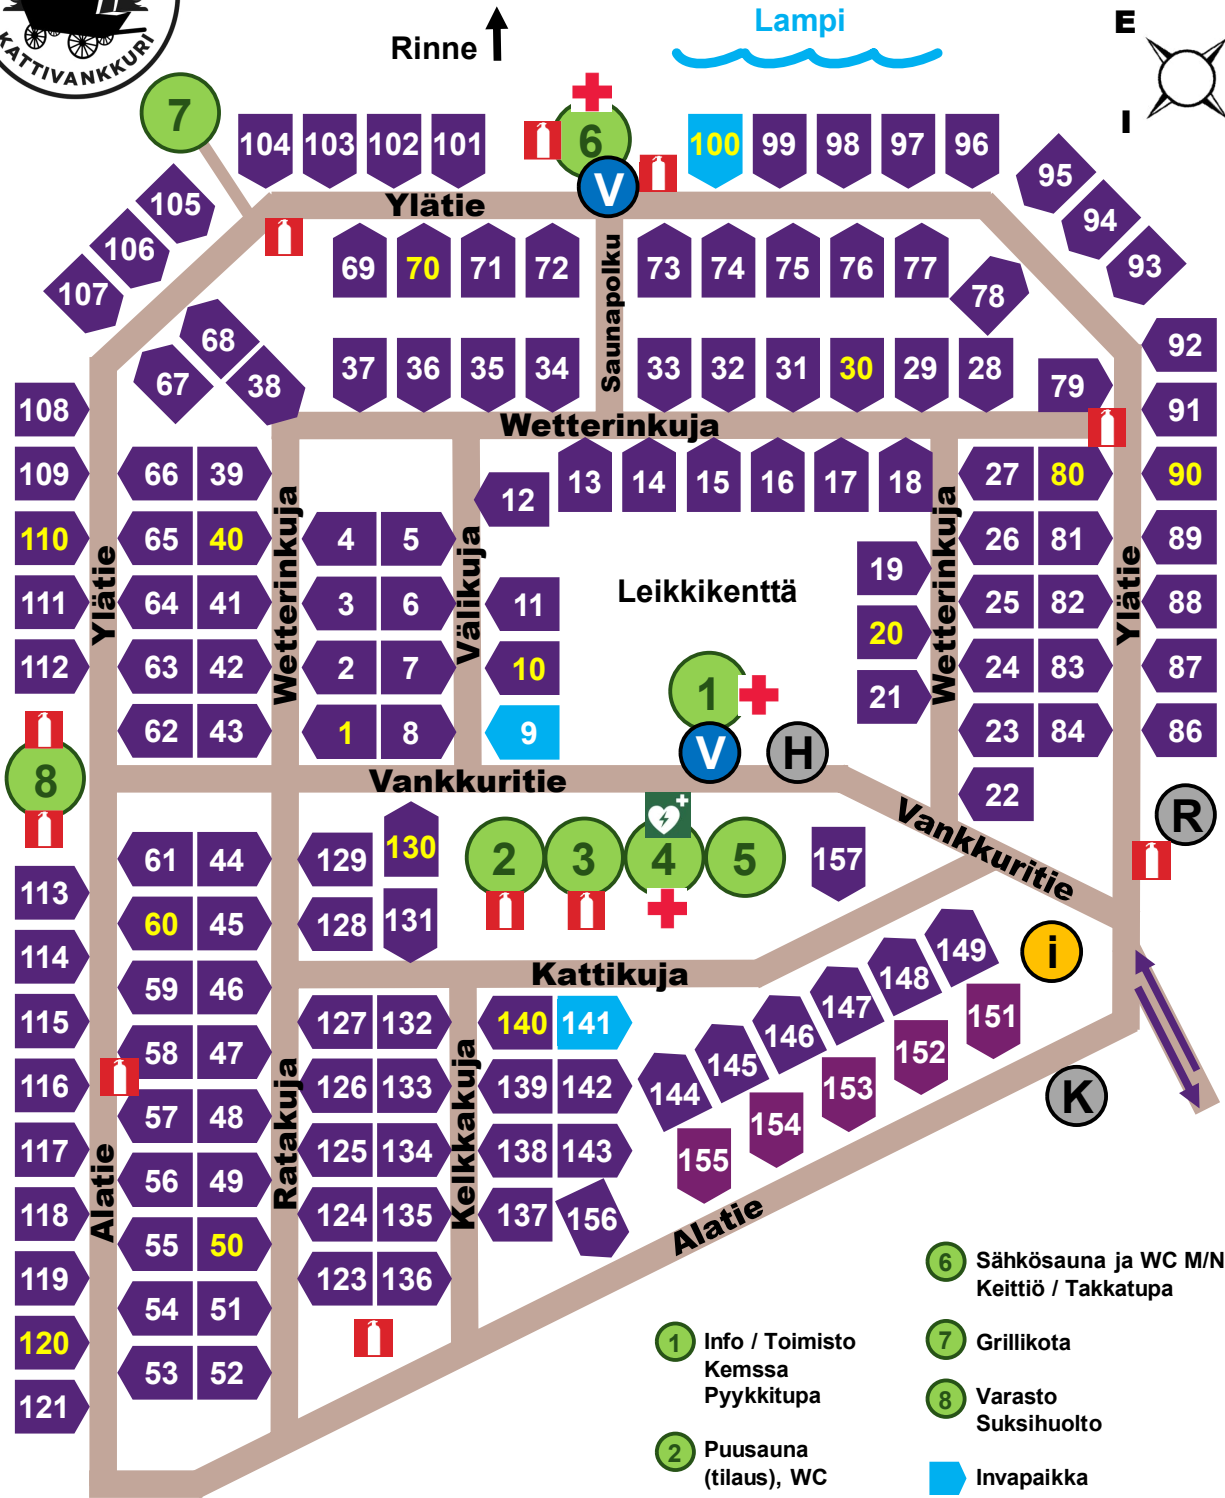 KATTIVANKKURI
Rinne
Lampi
E
I
7
6
V
104 103 102 101
100 99 98 97 96
105
106
107
95
94
93
Ylätie
69 70 71 72
Saunapolku
73 74 75 76 77
78
68
67
38
37 36 35 34
33 32 31 30 29 28
79
92
91
90
89
88
87
86
Wetterinkuja
108
109
110
111
112
Ylätie
66 39
65 40
64 41
63 42
62 43
Wetterinkuja
4 5
3 6
2 7
1 8
Välikuja
12
11
10
9
13 14 15 16 17 18
Leikkikenttä
19
20
21
Wetterinkuja
27 80
26 81
25 82
24 83
23 84
22
Ylätie
1
V
H
8
Vankkuritie
Vankkuritie
R
61 44
60 45
59 46
58 47
57 48
56 49
55 50
54 51
53 52
129 130
128 131
2 3 4 5
157
113
114
115
116
117
118
119
120
121
Alatie
Ratakuja
Kattikuja
127 132
126 133
125 134
124 135
123 136
Kelkkakuja
140 141
139 142
138 143
137 156
144 145 146 147 148 149
155 154 153 152 151
i
K
Alatie
1 Info / Toimisto
Kemssa
Pyykkitupa
2 Puusauna
(tilaus), WC
6 Sähkösauna ja WC M/N
Keittiö / Takkatupa
7 Grillikota
8 Varasto
Suksihuolto
Invapaikka